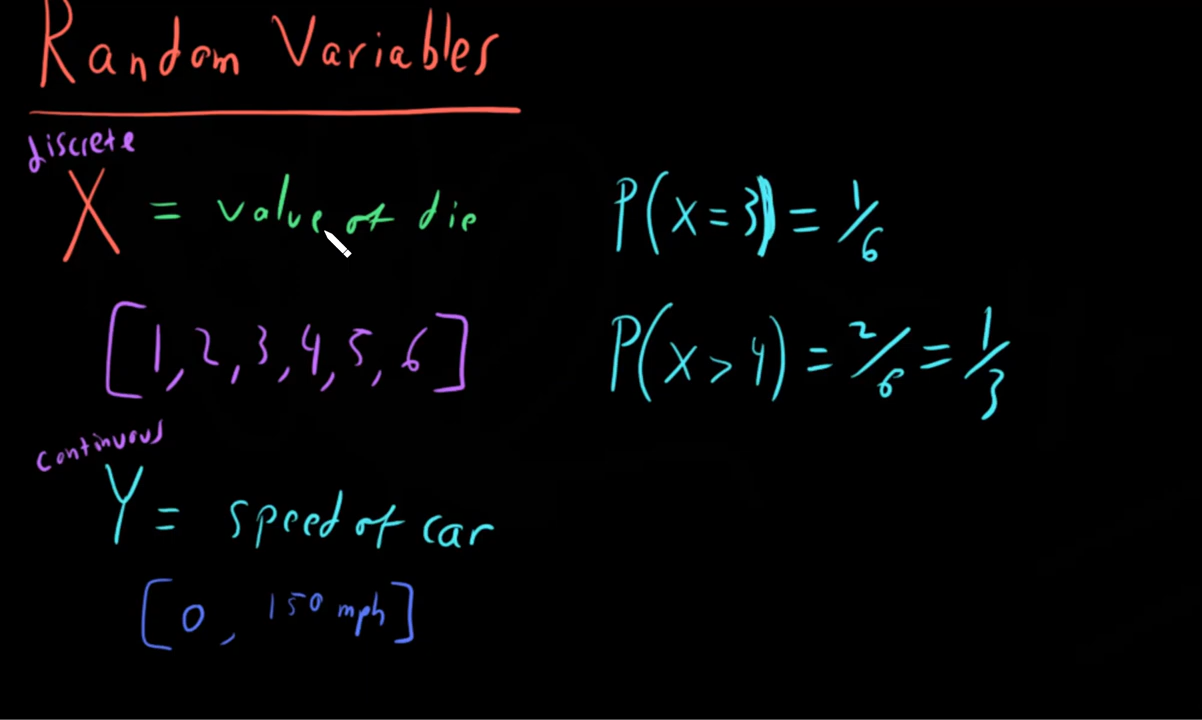 Random Variables
discrete
X = value of die
P(X=3) = 1/6
[1, 2, 3, 4, 5, 6]
P(X>4) = 2/6 = 1/3
continuous
Y = speed of car
[0, 150 mph]